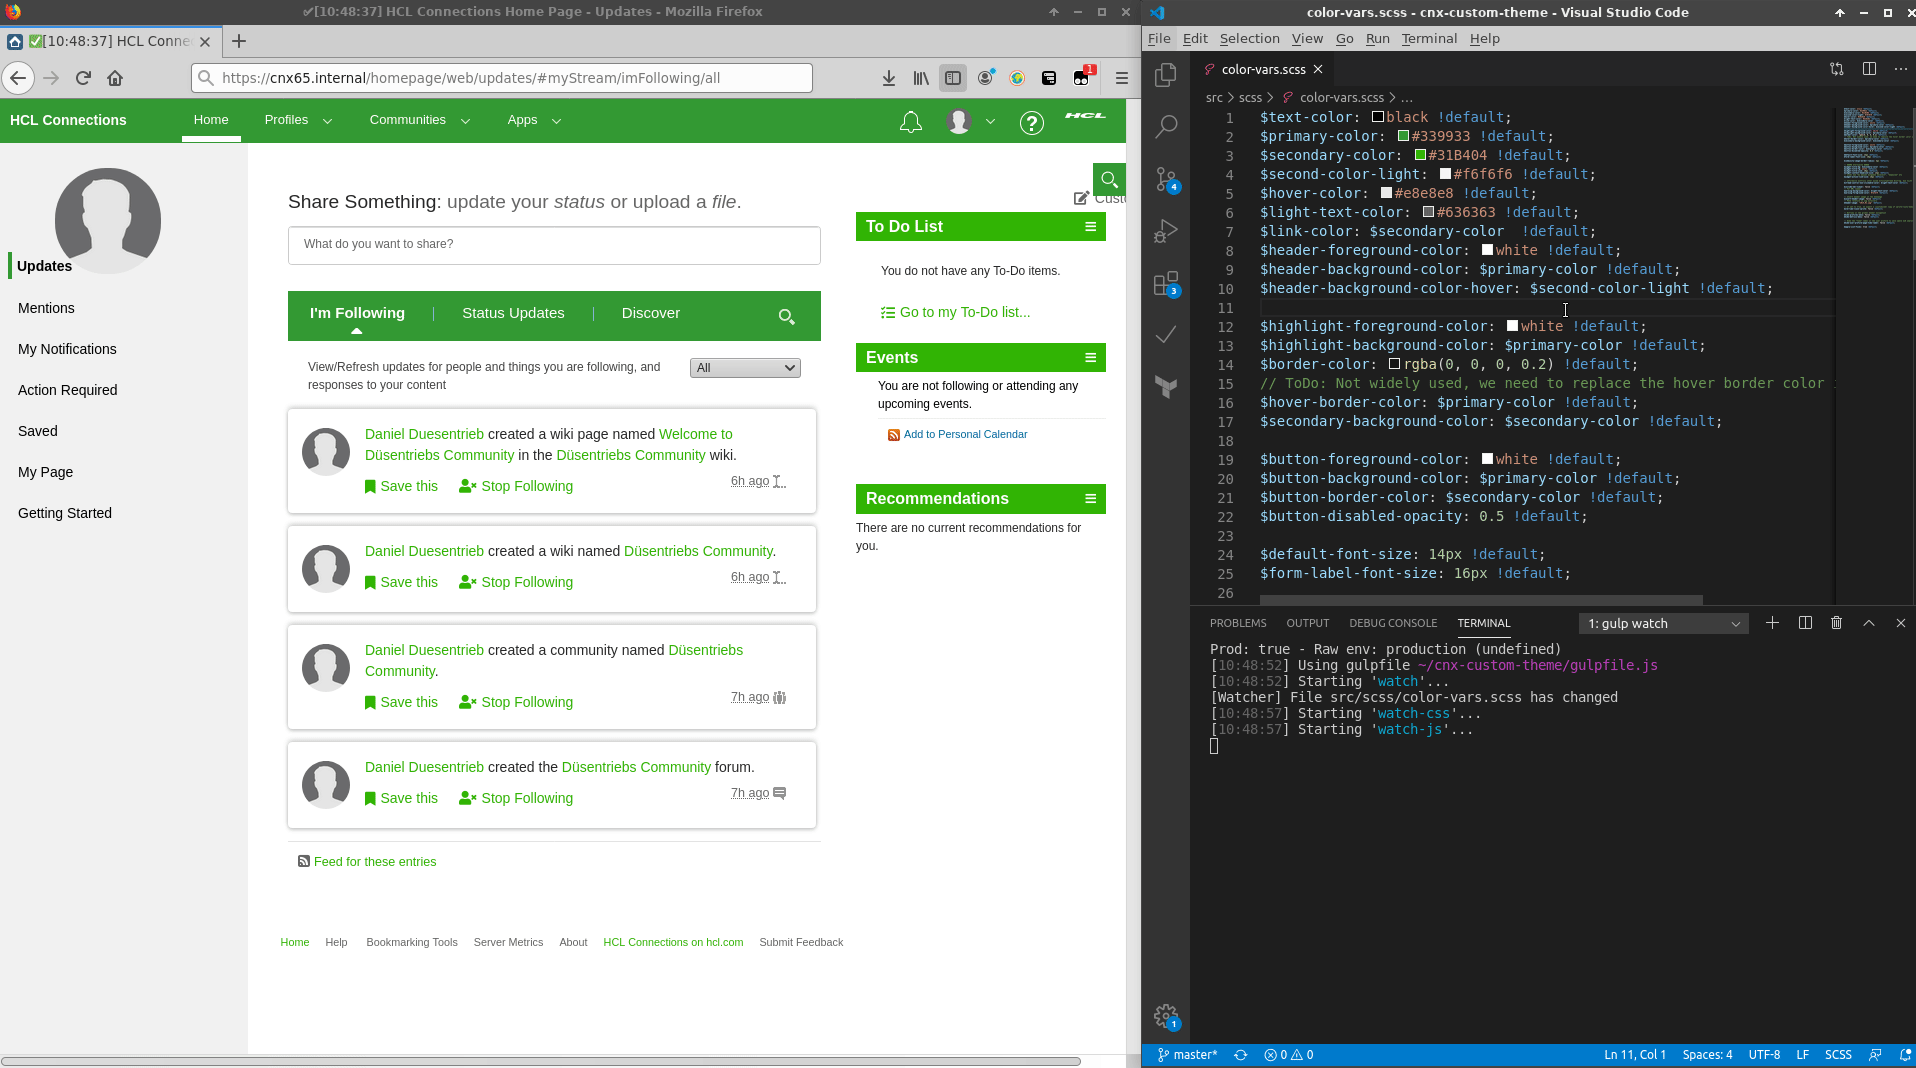 ✔[10:48:37] HCL Connections Home Page - Updates - Mozilla Firefox
✅[10:48:37] HCL Conne
https://cnx65.internal/homepage/web/updates/#myStream/imFollowing/all
1
HCL Connections
Home
Profiles
Communities
Apps
HCL
Updates
Mentions
My Notifications
Action Required
Saved
My Page
Getting Started
Share Something: update your status or upload a file.
What do you want to share?
I'm Following
Status Updates
Discover
View/Refresh updates for people and things you are following, and
responses to your content
All
Daniel Duesentrieb created a wiki page named Welcome to
Düsentriebs Community in the Düsentriebs Community wiki.
6h ago
Save this
Stop Following
Daniel Duesentrieb created a wiki named Düsentriebs Community.
6h ago
Save this
Stop Following
Daniel Duesentrieb created a community named Düsentriebs
Community.
7h ago
Save this
Stop Following
Daniel Duesentrieb created the Düsentriebs Community forum.
7h ago
Save this
Stop Following
Feed for these entries
Custo
To Do List
You do not have any To-Do items.
Go to my To-Do list...
Events
You are not following or attending any
upcoming events.
Add to Personal Calendar
Recommendations
There are no current recommendations for
you.
Home Help Bookmarking Tools Server Metrics About HCL Connections on hcl.com Submit Feedback
color-vars.scss - cnx-custom-theme - Visual Studio Code
File Edit Selection View Go Run Terminal Help
color-vars.scss
src > scss > color-vars.scss > ...
4
3
1
1 $text-color: black !default;
2 $primary-color: #339933 !default;
3 $secondary-color: #31B404 !default;
4 $second-color-light: #f6f6f6 !default;
5 $hover-color: #e8e8e8 !default;
6 $light-text-color: #636363 !default;
7 $link-color: $secondary-color  !default;
8 $header-foreground-color: white !default;
9 $header-background-color: $primary-color !default;
10 $header-background-color-hover: $second-color-light !default;
11
12 $highlight-foreground-color: white !default;
13 $highlight-background-color: $primary-color !default;
14 $border-color: rgba(0, 0, 0, 0.2) !default;
15 // ToDo: Not widely used, we need to replace the hover border color
16 $hover-border-color: $primary-color !default;
17 $secondary-background-color: $secondary-color !default;
18
19 $button-foreground-color: white !default;
20 $button-background-color: $primary-color !default;
21 $button-border-color: $secondary-color !default;
22 $button-disabled-opacity: 0.5 !default;
23
24 $default-font-size: 14px !default;
25 $form-label-font-size: 16px !default;
26
PROBLEMS OUTPUT DEBUG CONSOLE TERMINAL
1: gulp watch
Prod: true - Raw env: production (undefined)
[10:48:52] Using gulpfile ~/cnx-custom-theme/gulpfile.js
[10:48:52] Starting 'watch'...
[Watcher] File src/scss/color-vars.scss has changed
[10:48:57] Starting 'watch-css'...
[10:48:57] Starting 'watch-js'...
master* 0 0 Ln 11, Col 1 Spaces: 4 UTF-8 LF SCSS